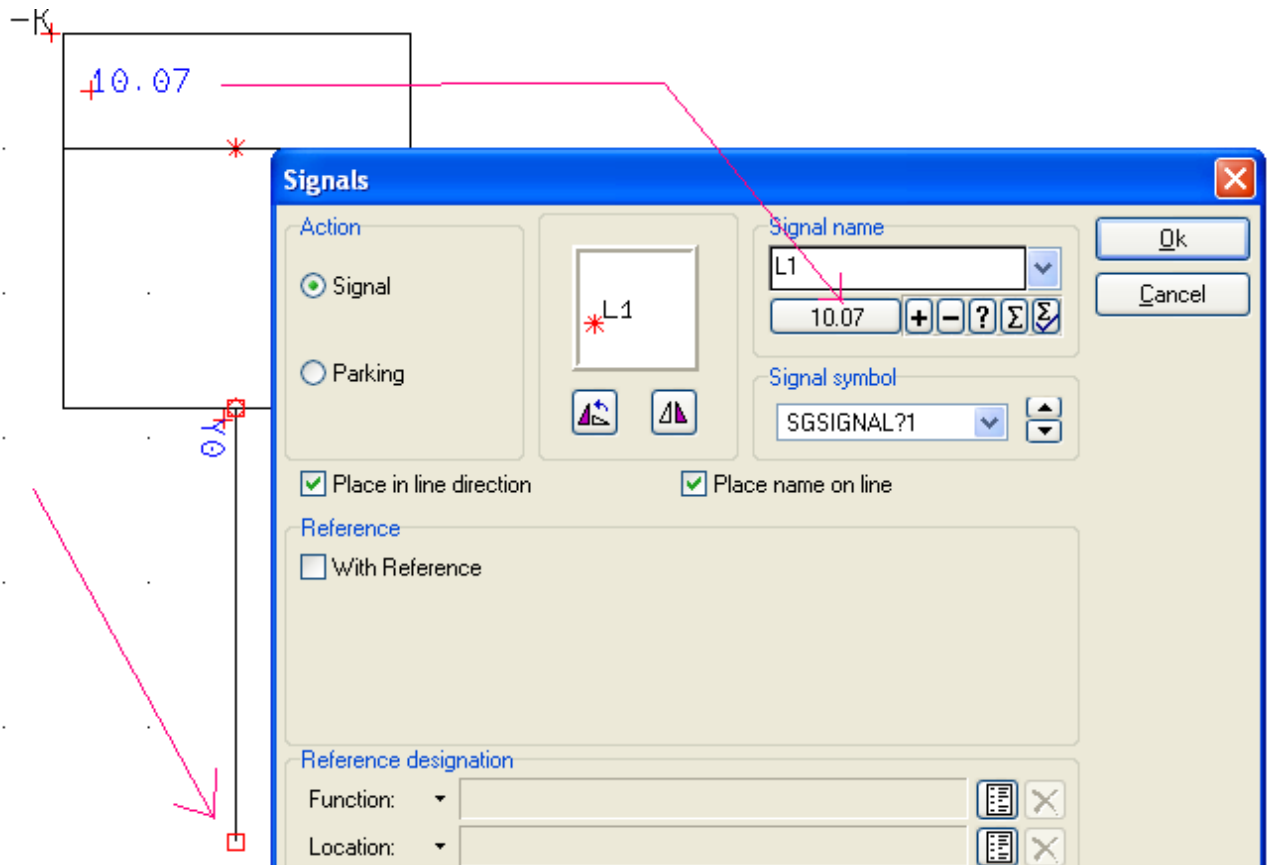 -K
10.07
Signals
Action
Signal
Parking
L1
Signal name
L1
10.07
+ - ? Σ Σ
Ok
Cancel
Signal symbol
SGSIGNAL?1
Y0
Place in line direction
Place name on line
Reference
With Reference
Reference designation
Function:
Location: